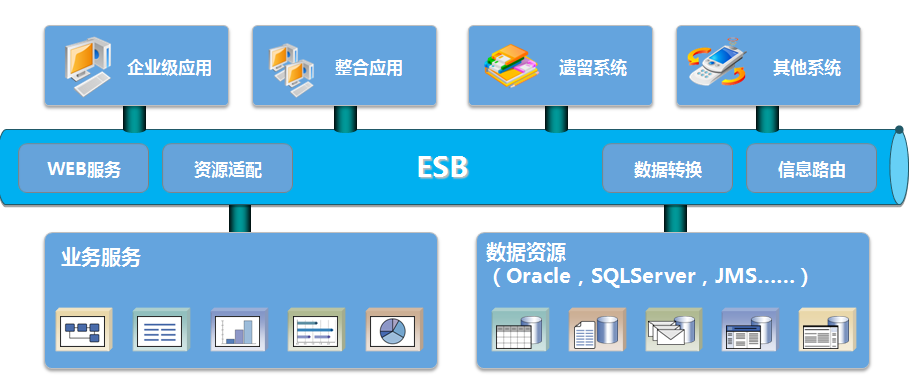 企业级应用
整合应用
遗留系统
其他系统
WEB服务
资源适配
ESB
数据转换
信息路由
业务服务
数据资源
（Oracle，SQLServer，JMS……）